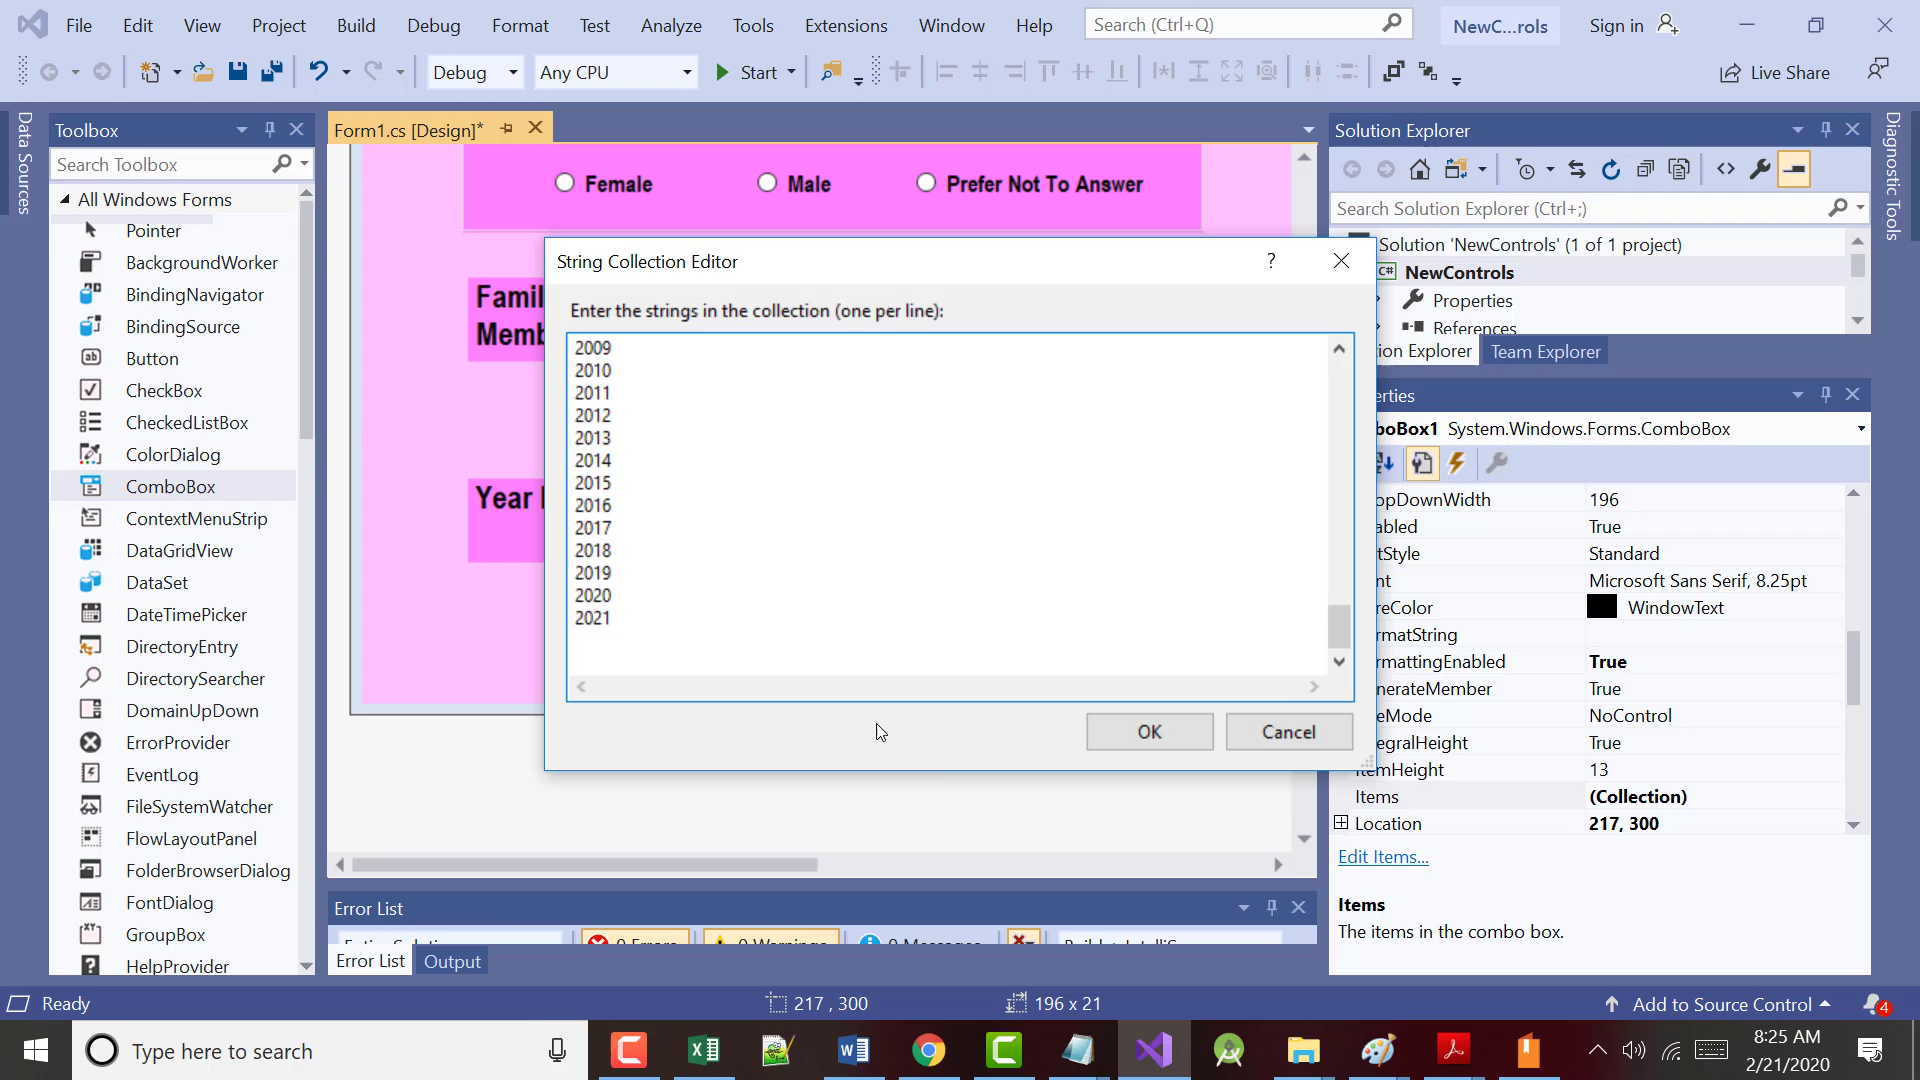 File Edit View Project Build Debug Format Test Analyze Tools Extensions Window Help Search (Ctrl+Q) NewC...rols Sign in
Debug Any CPU Start Live Share
Data Sources
Toolbox
Search Toolbox
All Windows Forms
Pointer
BackgroundWorker
BindingNavigator
BindingSource
Button
CheckBox
CheckedListBox
ColorDialog
ComboBox
ContextMenuStrip
DataGridView
DataSet
DateTimePicker
DirectoryEntry
DirectorySearcher
DomainUpDown
ErrorProvider
EventLog
FileSystemWatcher
FlowLayoutPanel
FolderBrowserDialog
FontDialog
GroupBox
HelpProvider
Form1.cs [Design]*
Female Male Prefer Not To Answer
Famil
Memb
Year
String Collection Editor ?
Enter the strings in the collection (one per line):
2009
2010
2011
2012
2013
2014
2015
2016
2017
2018
2019
2020
2021
OK Cancel
Error List
0 Errors 0 Warnings 0 Messages
Error List Output
Solution Explorer
Search Solution Explorer (Ctrl+;)
Solution 'NewControls' (1 of 1 project)
C# NewControls
Properties
References
ion Explorer Team Explorer
erties
boBox1 System.Windows.Forms.ComboBox
opDownWidth 196
abled True
tStyle Standard
nt Microsoft Sans Serif, 8.25pt
reColor WindowText
rmatString
rmattingEnabled True
nerateMember True
eMode NoControl
egralHeight True
ItemHeight 13
Items (Collection)
Location 217, 300
Edit Items...
Items
The items in the combo box.
Diagnostic Tools
Ready 217 , 300 196 x 21 Add to Source Control 4
Type here to search
8:25 AM
2/21/2020